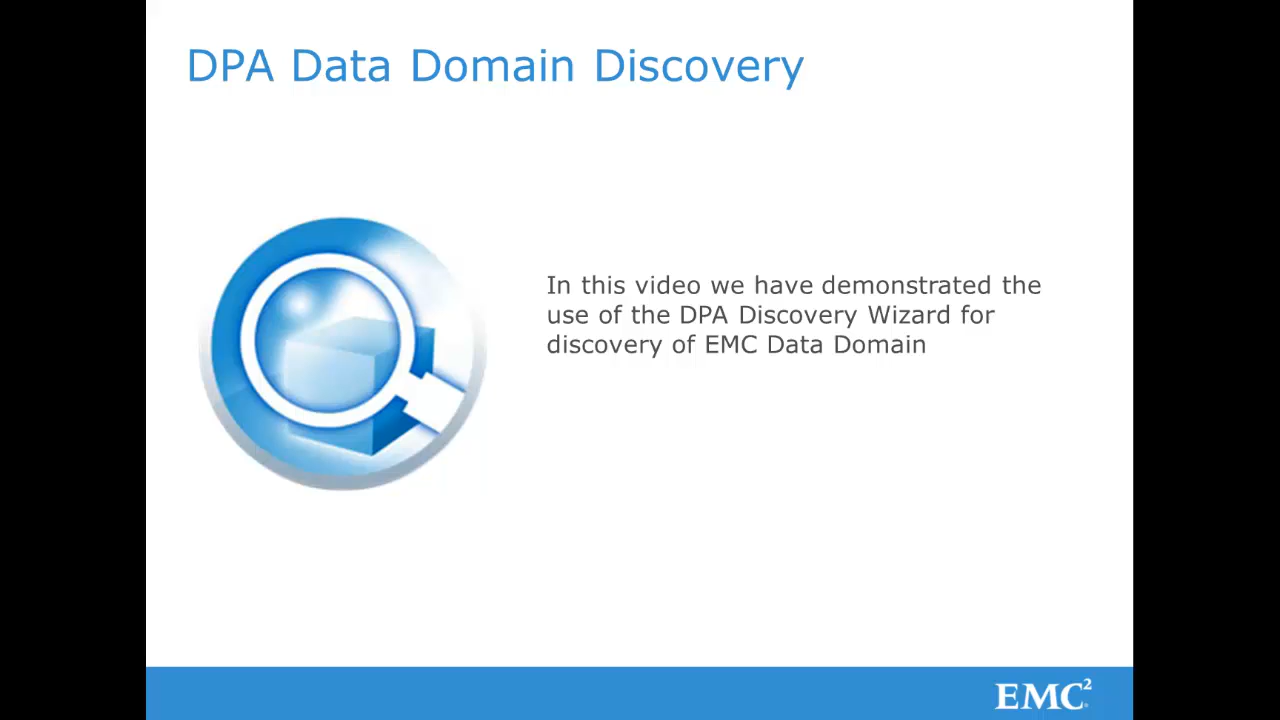 DPA Data Domain Discovery
In this video we have demonstrated the
use of the DPA Discovery Wizard for
discovery of EMC Data Domain
EMC²